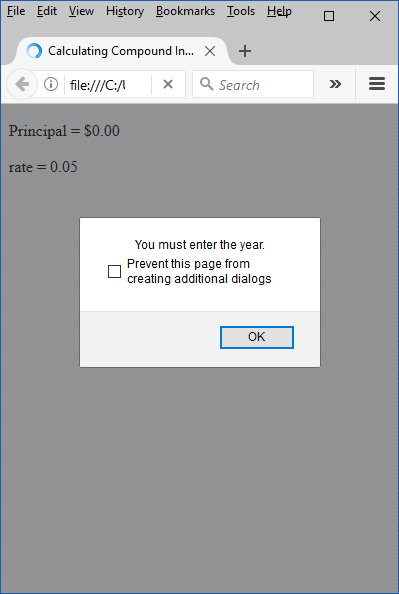 File Edit View History Bookmarks Tools Help
Calculating Compound In...
file:///C:/l
Search
Principal = $0.00
rate = 0.05
You must enter the year.
Prevent this page from
creating additional dialogs
OK